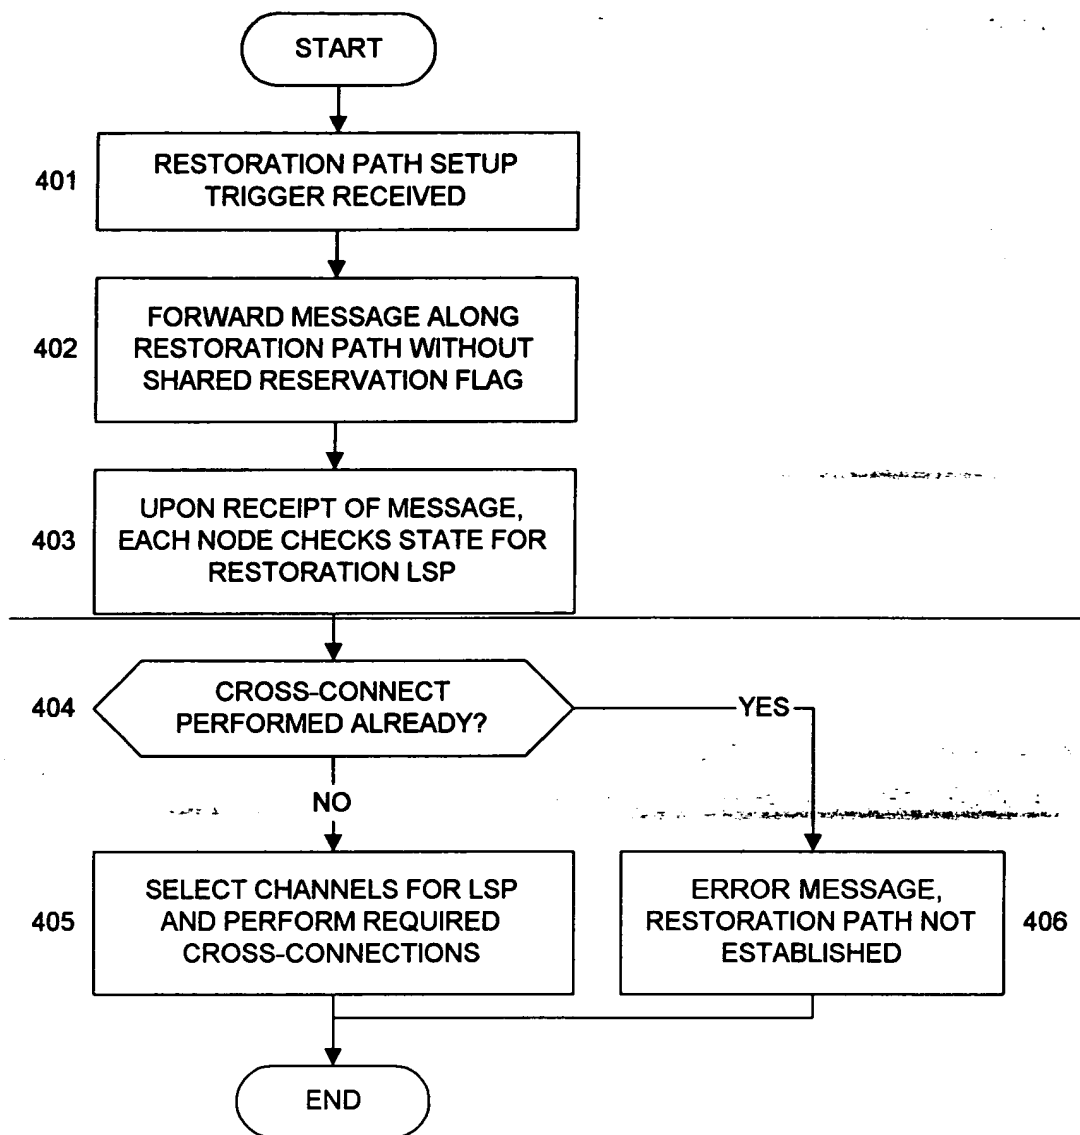 START
401
RESTORATION PATH SETUP
TRIGGER RECEIVED
402
FORWARD MESSAGE ALONG
RESTORATION PATH WITHOUT
SHARED RESERVATION FLAG
403
UPON RECEIPT OF MESSAGE,
EACH NODE CHECKS STATE FOR
RESTORATION LSP
404
CROSS-CONNECT
PERFORMED ALREADY?
YES
NO
405
SELECT CHANNELS FOR LSP
AND PERFORM REQUIRED
CROSS-CONNECTIONS
ERROR MESSAGE,
RESTORATION PATH NOT
ESTABLISHED
406
END